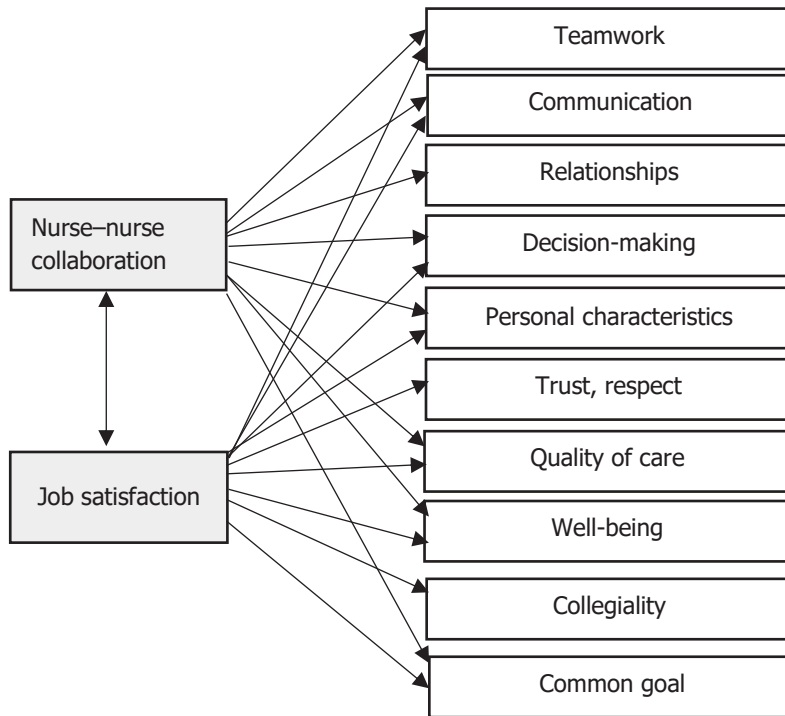 Teamwork
Communication
Relationships
Nurse–nurse
collaboration
Decision-making
Personal characteristics
Trust, respect
Quality of care
Job satisfaction
Well-being
Collegiality
Common goal